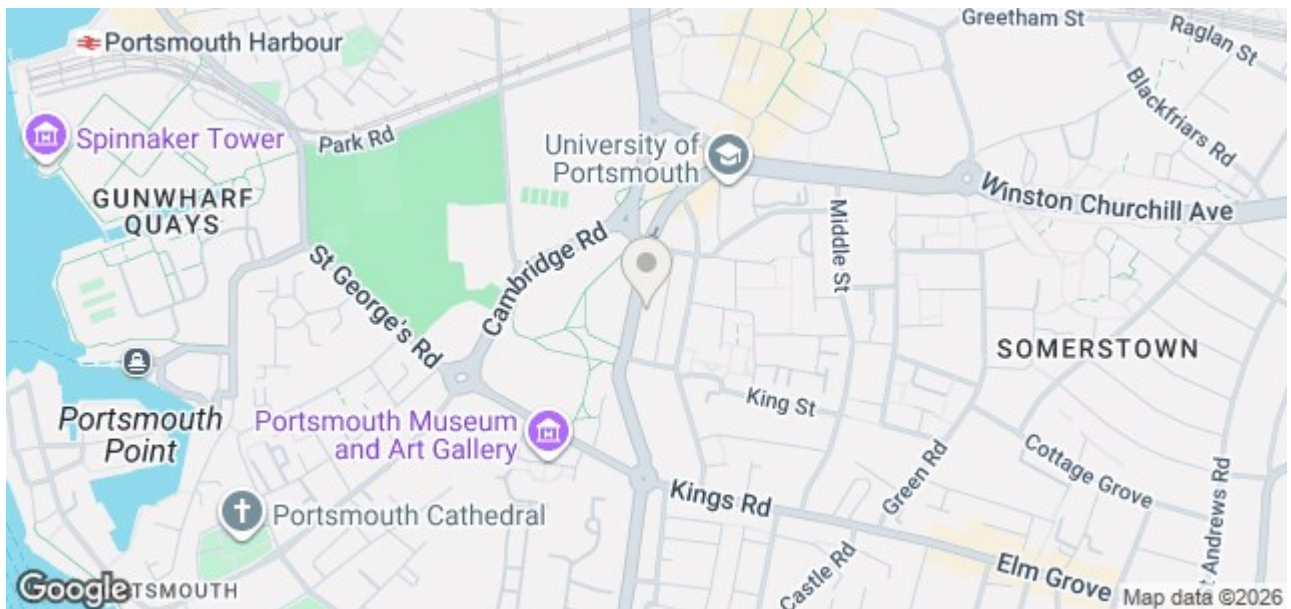 Greetham St
Raglan St
Portsmouth Harbour
Blackfriars Rd
Spinnaker Tower
Park Rd
University of
Portsmouth
GUNWHARF
QUAYS
Winston Churchill Ave
Middle St
Cambridge Rd
St George's Rd
SOMERSTOWN
King St
Portsmouth
Point
Portsmouth Museum
and Art Gallery
Cottage Grove
Green Rd
Kings Rd
t Andrews Rd
Portsmouth Cathedral
Elm Grove
Castle Rd
Google
TSMOUTH
Map data ©2026